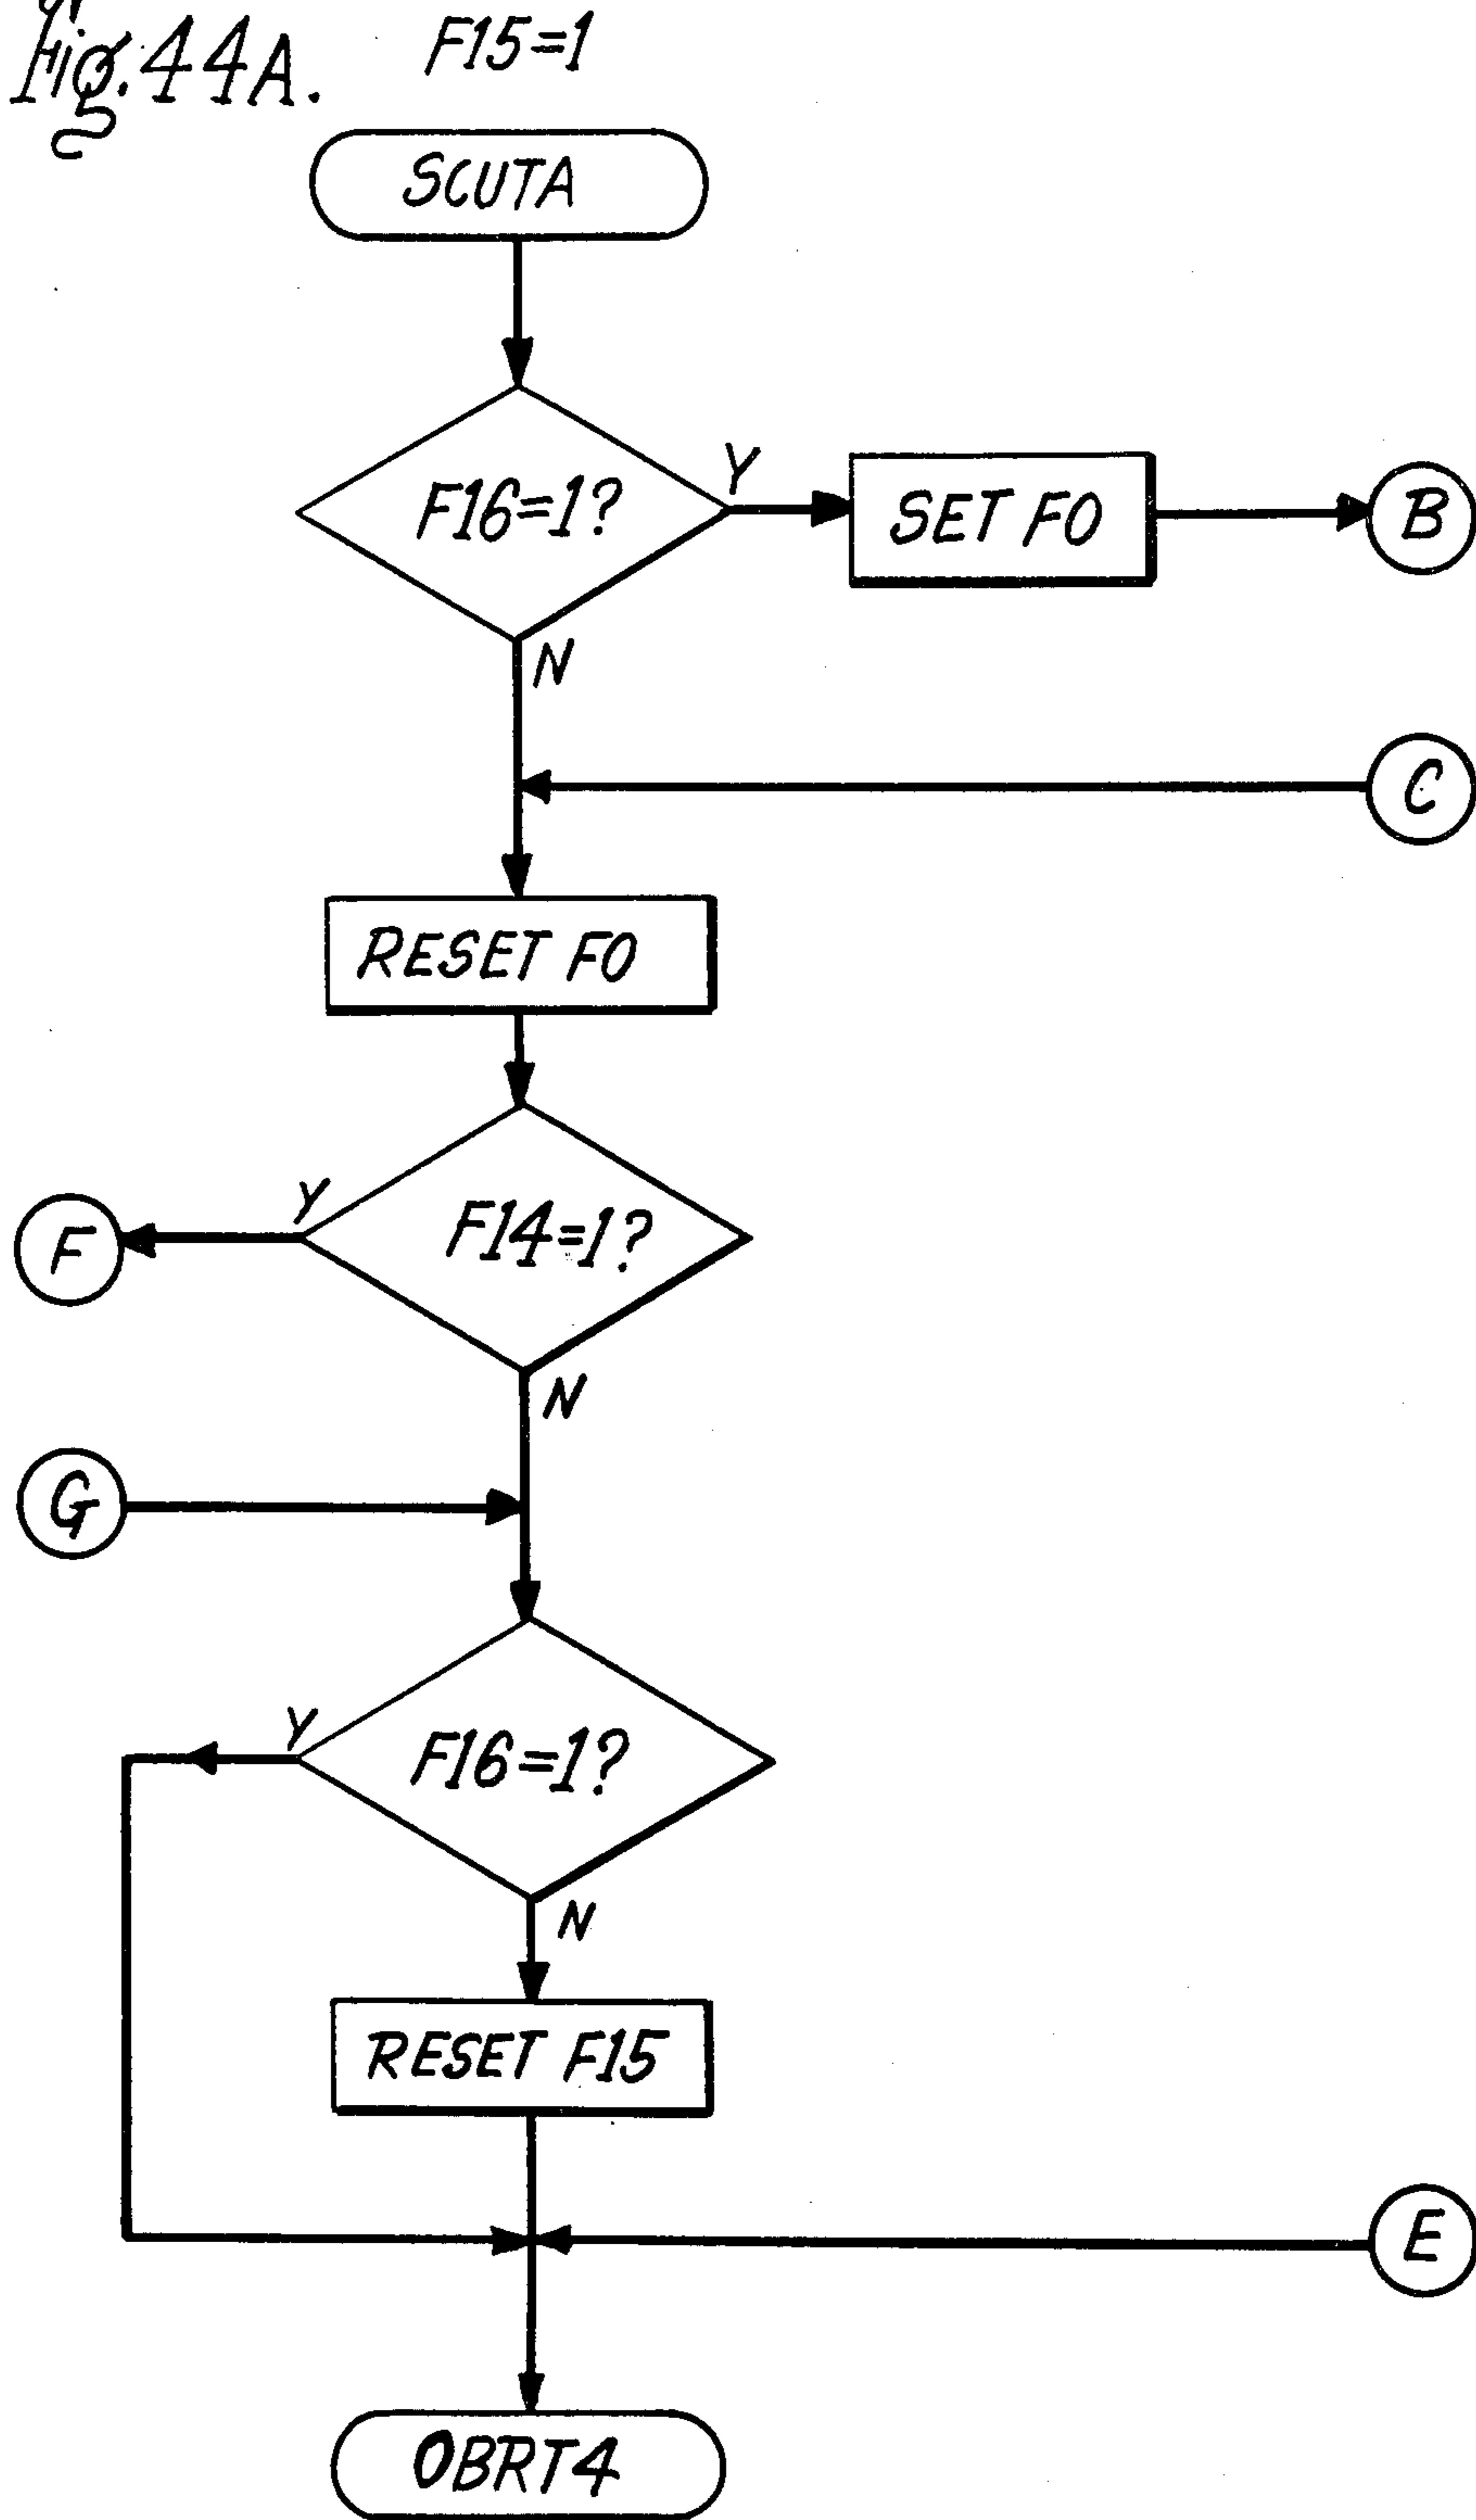 Fig. 44A.
F15=1
SCUTA
F16=1?
Y
SET F0
B
N
C
RESET F0
F14=1?
Y
F
N
G
F16=1?
Y
N
RESET F15
E
OBRT4